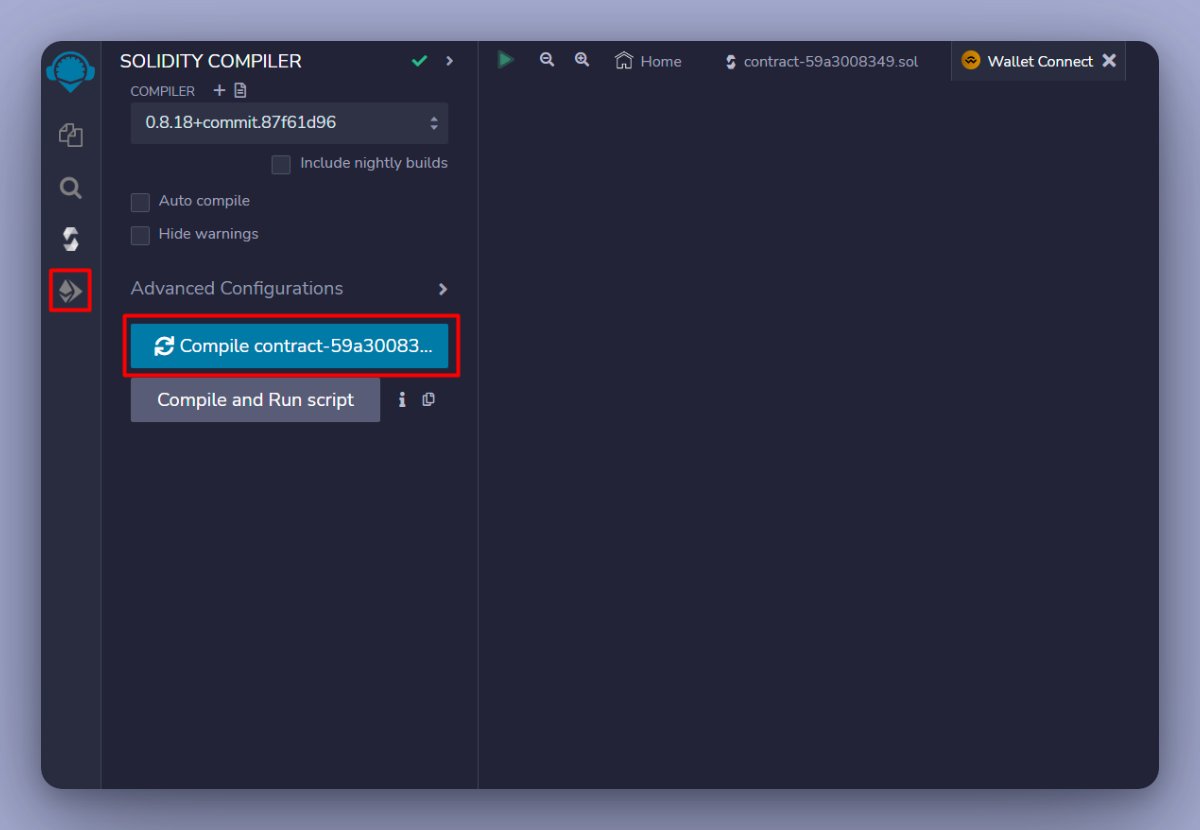 SOLIDITY COMPILER
COMPILER
0.8.18+commit.87f61d96
Include nightly builds
Auto compile
Hide warnings
Advanced Configurations
Compile contract-59a30083...
Compile and Run script
Home
contract-59a3008349.sol
Wallet Connect